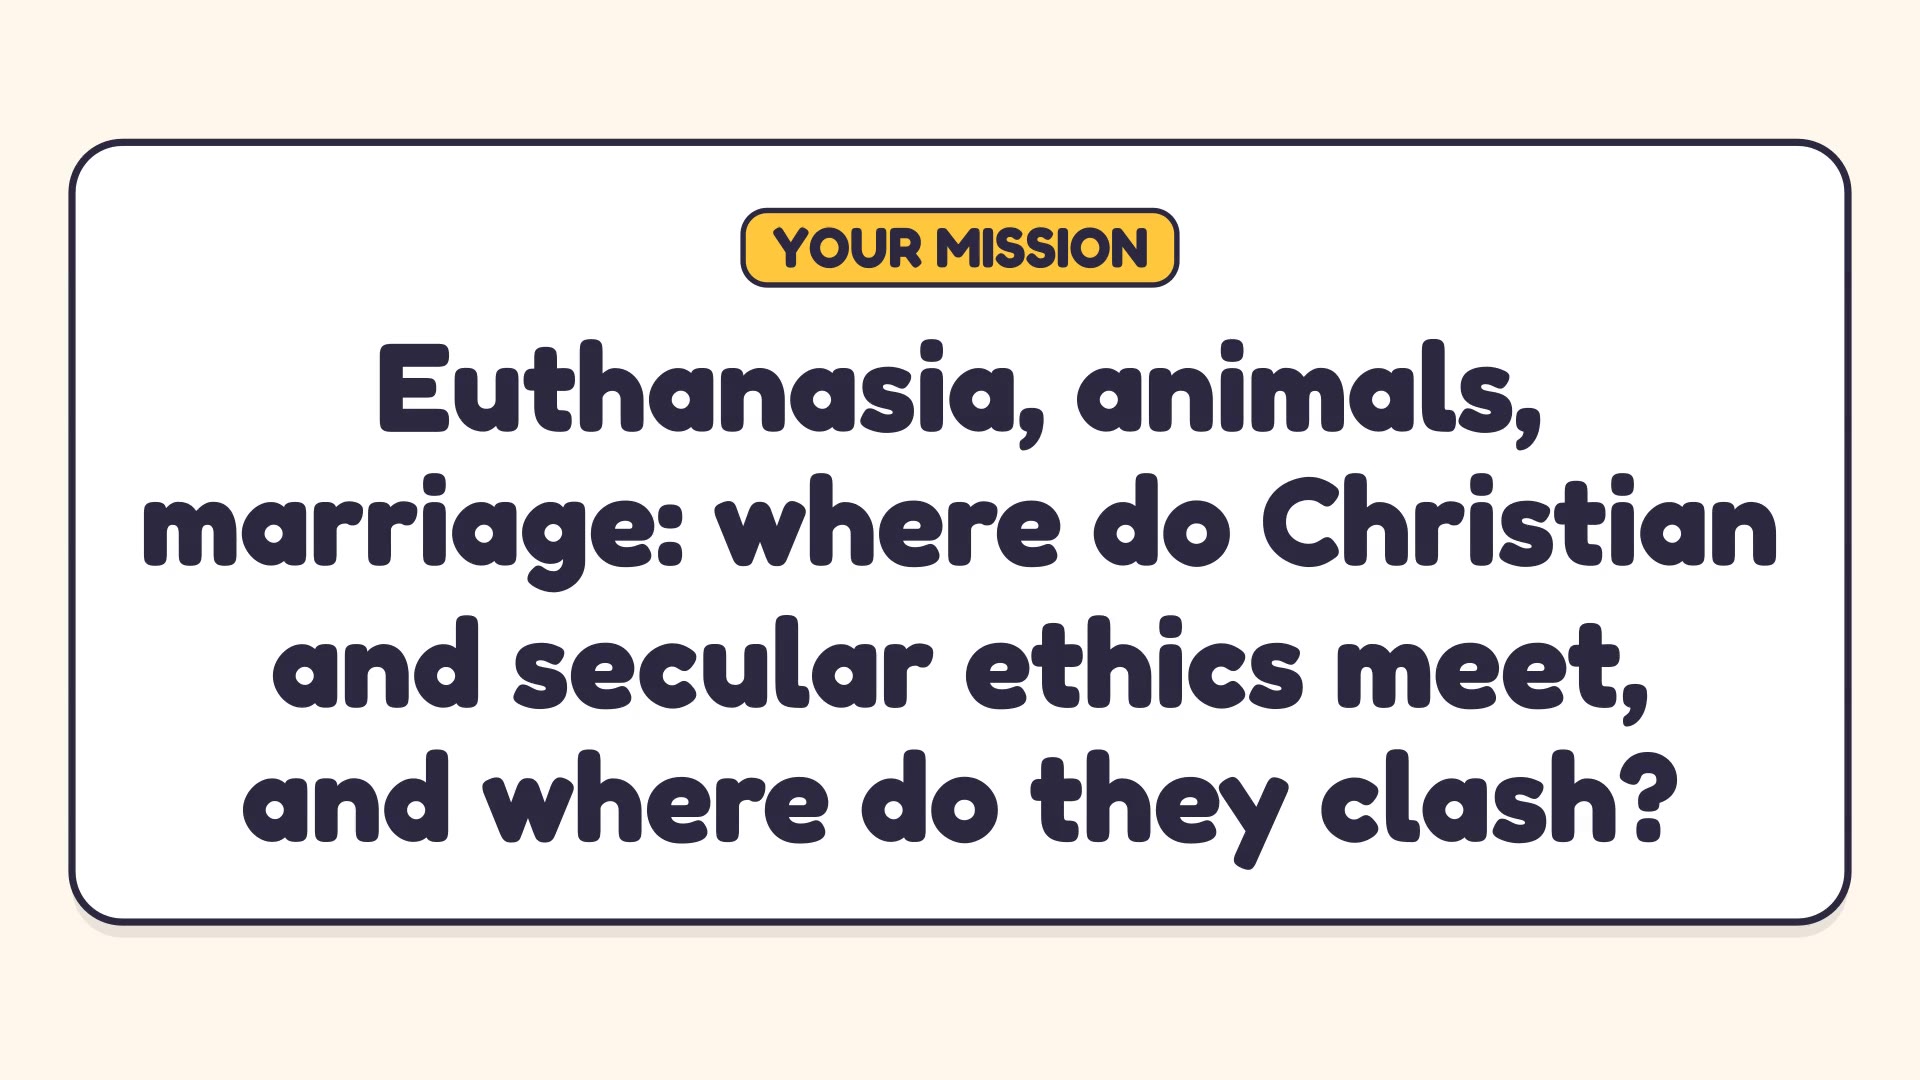 YOUR MISSION
Euthanasia, animals,
marriage: where do Christian
and secular ethics meet,
and where do they clash?